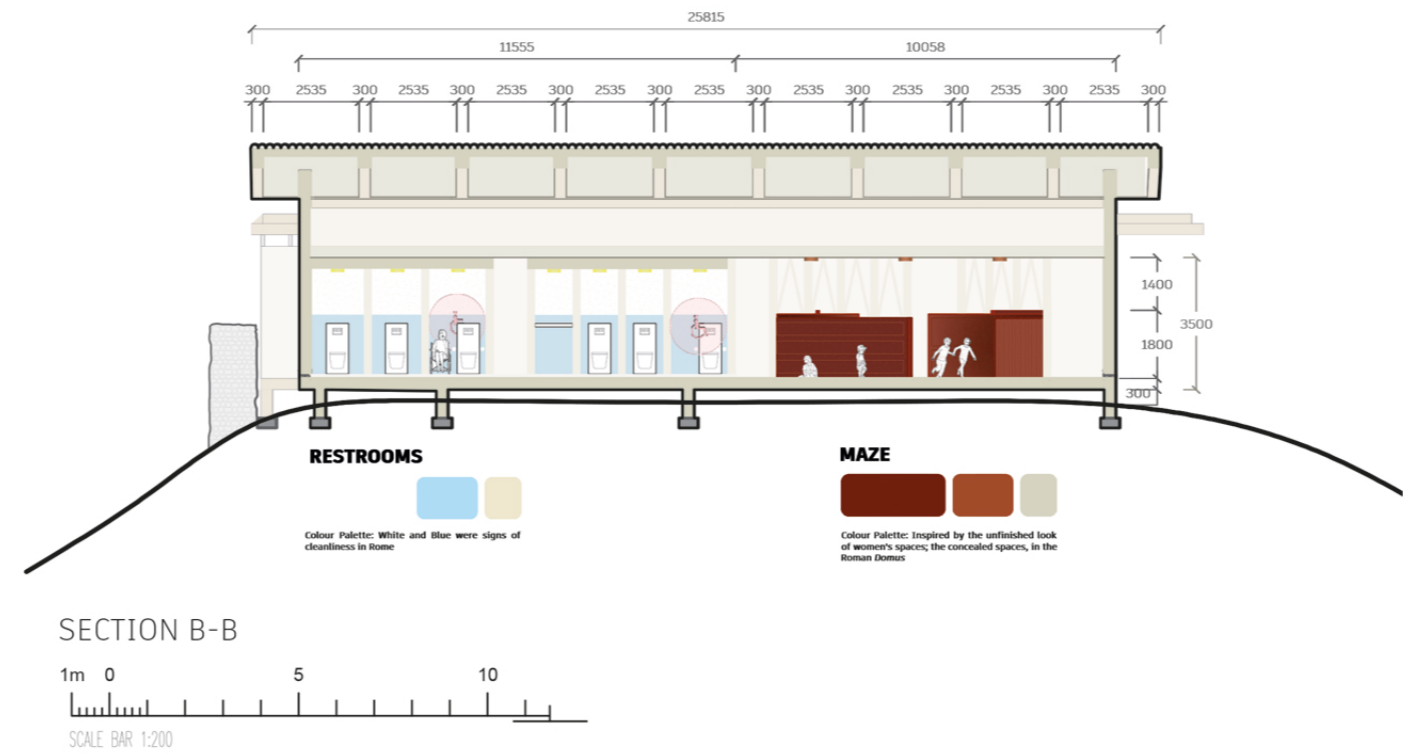 25815
11555 10058
300 2535 300 2535 300 2535 300 2535 300 2535 300 2535 300 2535 300 2535 300 2535 300
1400
3500
1800
300
RESTROOMS
MAZE
Colour Palette: White and Blue were signs of
cleanliness in Rome
Colour Palette: Inspired by the unfinished look
of women's spaces; the concealed spaces, in the
Roman Domus
SECTION B-B
1m 0 5 10
SCALE BAR 1:200